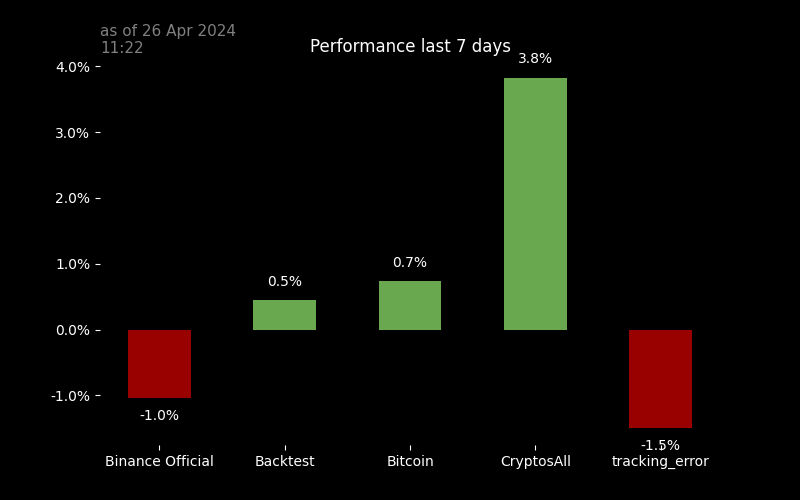 as of 26 Apr 2024
11:22
Performance last 7 days
4.0%
3.0%
2.0%
1.0%
0.0%
-1.0%
-1.0%
0.5%
0.7%
3.8%
-1.5%
Binance Official
Backtest
Bitcoin
CryptosAll
tracking_error